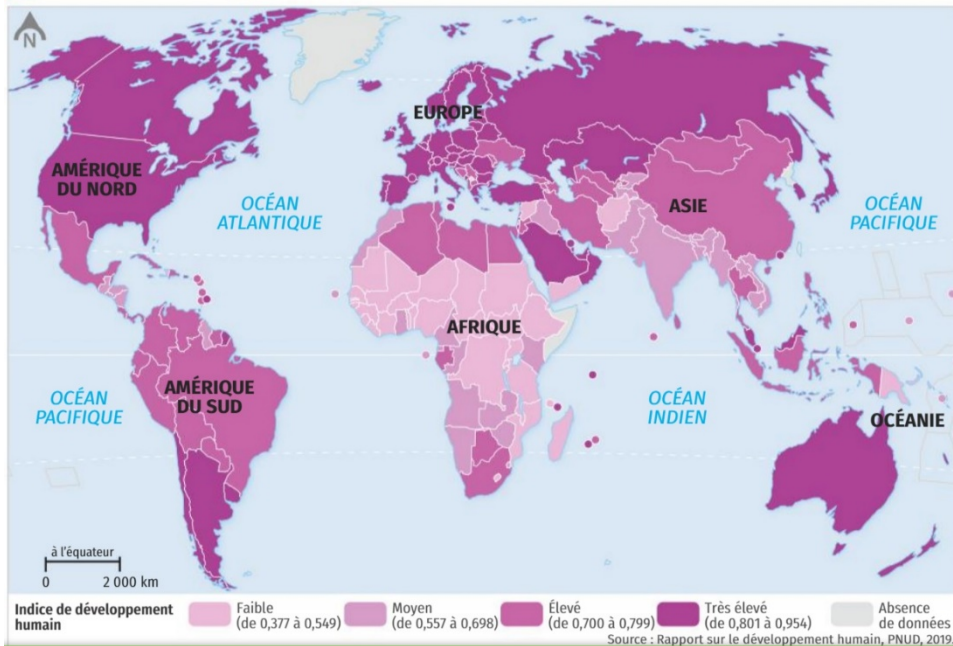 N
EUROPE
AMÉRIQUE
DU NORD
OCÉAN
ATLANTIQUE
ASIE
OCÉAN
PACIFIQUE
AFRIQUE
AMÉRIQUE
DU SUD
OCÉAN
PACIFIQUE
OCÉAN
INDIEN
OCÉANIE
à l'équateur
0 2 000 km
Indice de développement
humain
Faible
(de 0,377 à 0,549)
Moyen
(de 0,557 à 0,698)
Élevé
(de 0,700 à 0,799)
Très élevé
(de 0,801 à 0,954)
Absence
de données
Source : Rapport sur le développement humain, PNUD, 2019.